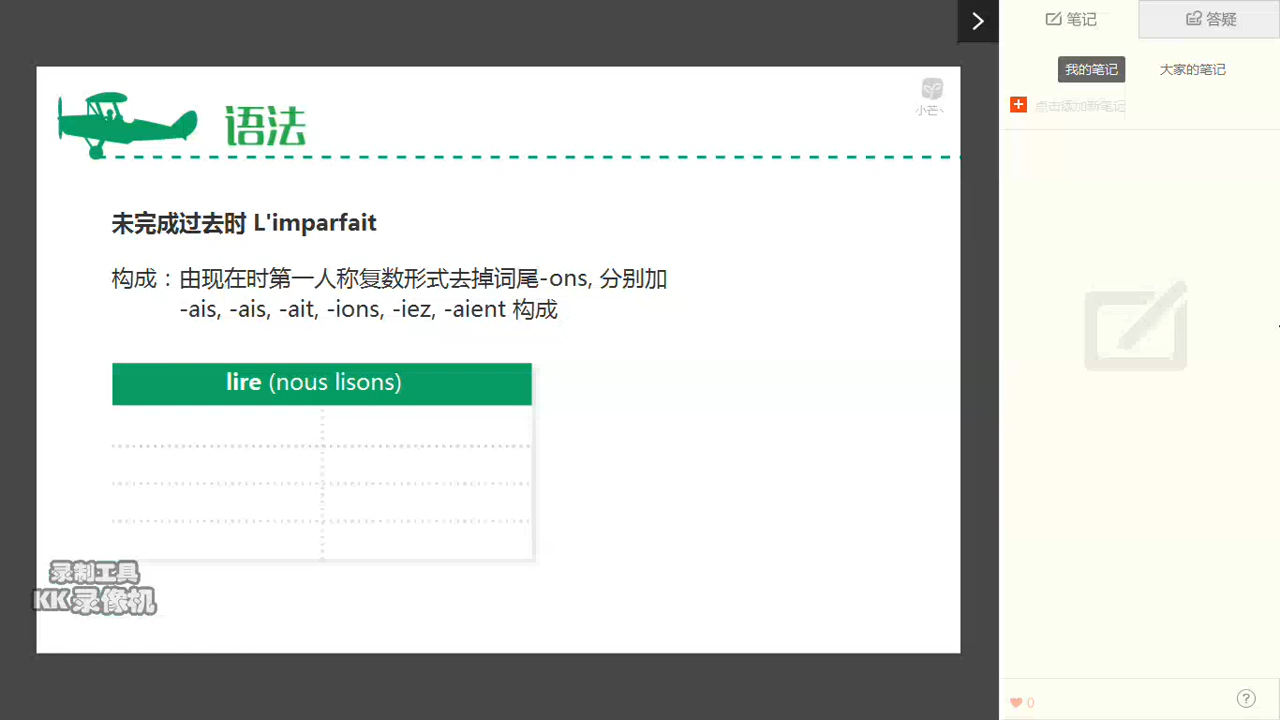 笔记
答疑
我的笔记
大家的笔记
点击添加新笔记
语法
小芒、
未完成过去时 L'imparfait
构成：由现在时第一人称复数形式去掉词尾-ons, 分别加
-ais, -ais, -ait, -ions, -iez, -aient 构成
lire (nous lisons)
录制工具
KK 录像机
0
?